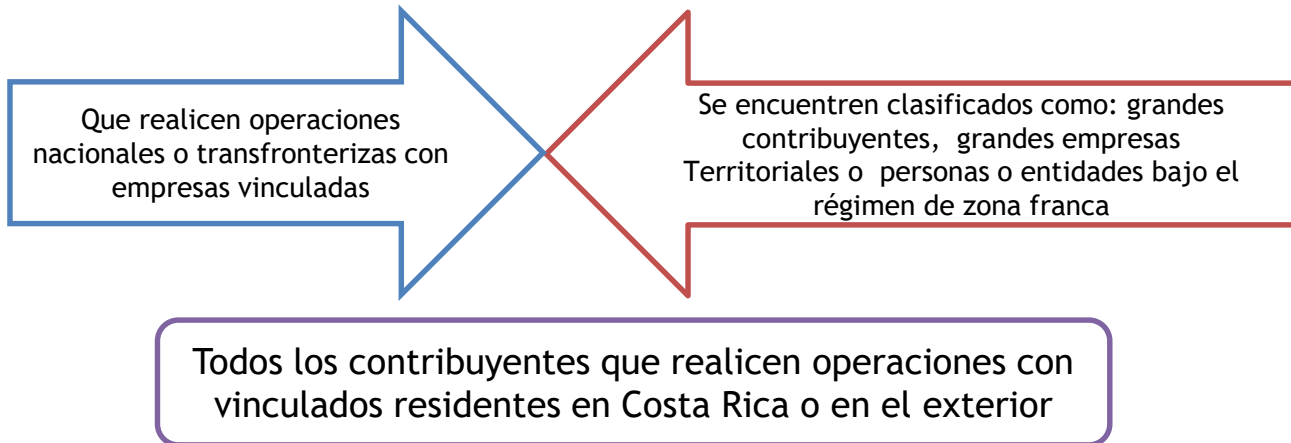 Que realicen operaciones
nacionales o transfronterizas con
empresas vinculadas
Se encuentren clasificados como: grandes
contribuyentes, grandes empresas
Territoriales o personas o entidades bajo el
régimen de zona franca
Todos los contribuyentes que realicen operaciones con
vinculados residentes en Costa Rica o en el exterior